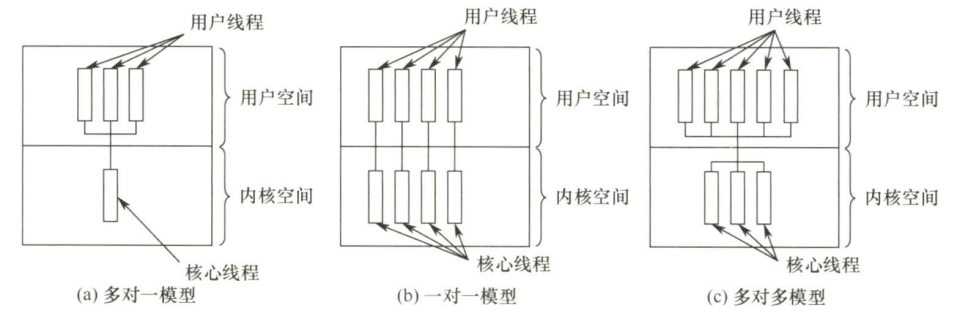 用户线程
用户空间
内核空间
核心线程
(a) 多对一模型
用户线程
用户空间
内核空间
核心线程
(b) 一对一模型
用户线程
用户空间
内核空间
核心线程
(c) 多对多模型